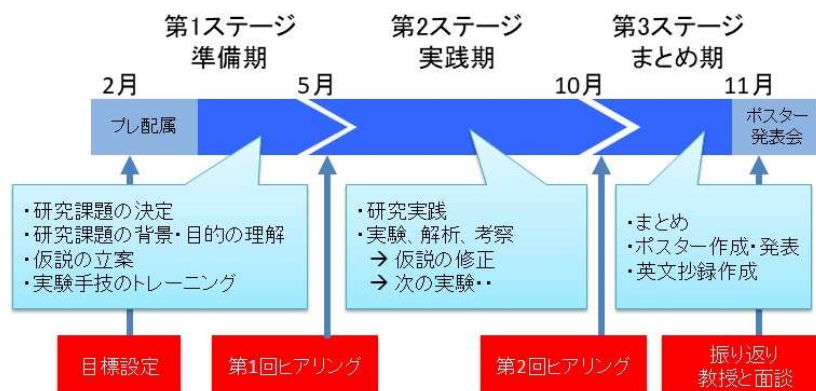 第1ステージ
準備期
第2ステージ
実践期
第3ステージ
まとめ期
2月
5月
10月
11月
プレ配属
ポスター
発表会
・研究課題の決定
・研究課題の背景・目的の理解
・仮説の立案
・実験手技のトレーニング
・研究実践
・実験、解析、考察
→ 仮説の修正
→ 次の実験・・
・まとめ
・ポスター作成・発表
・英文抄録作成
目標設定
第1回ヒアリング
第2回ヒアリング
振り返り
教授と面談